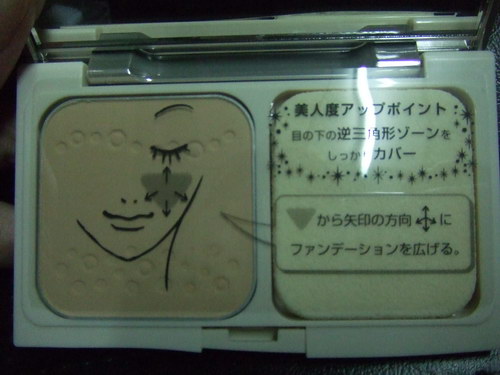 美人度アップポイント
目の下の逆三角形ゾーンを
しっかりカバー
から矢印の方向に
ファンデーションを広げる。